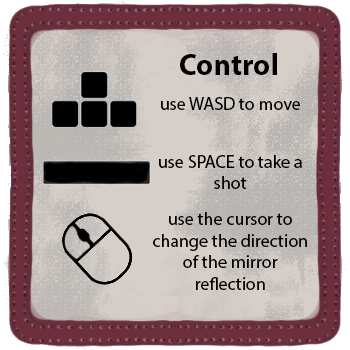 Control
use WASD to move
use SPACE to take a
shot
use the cursor to
change the direction
of the mirror
reflection